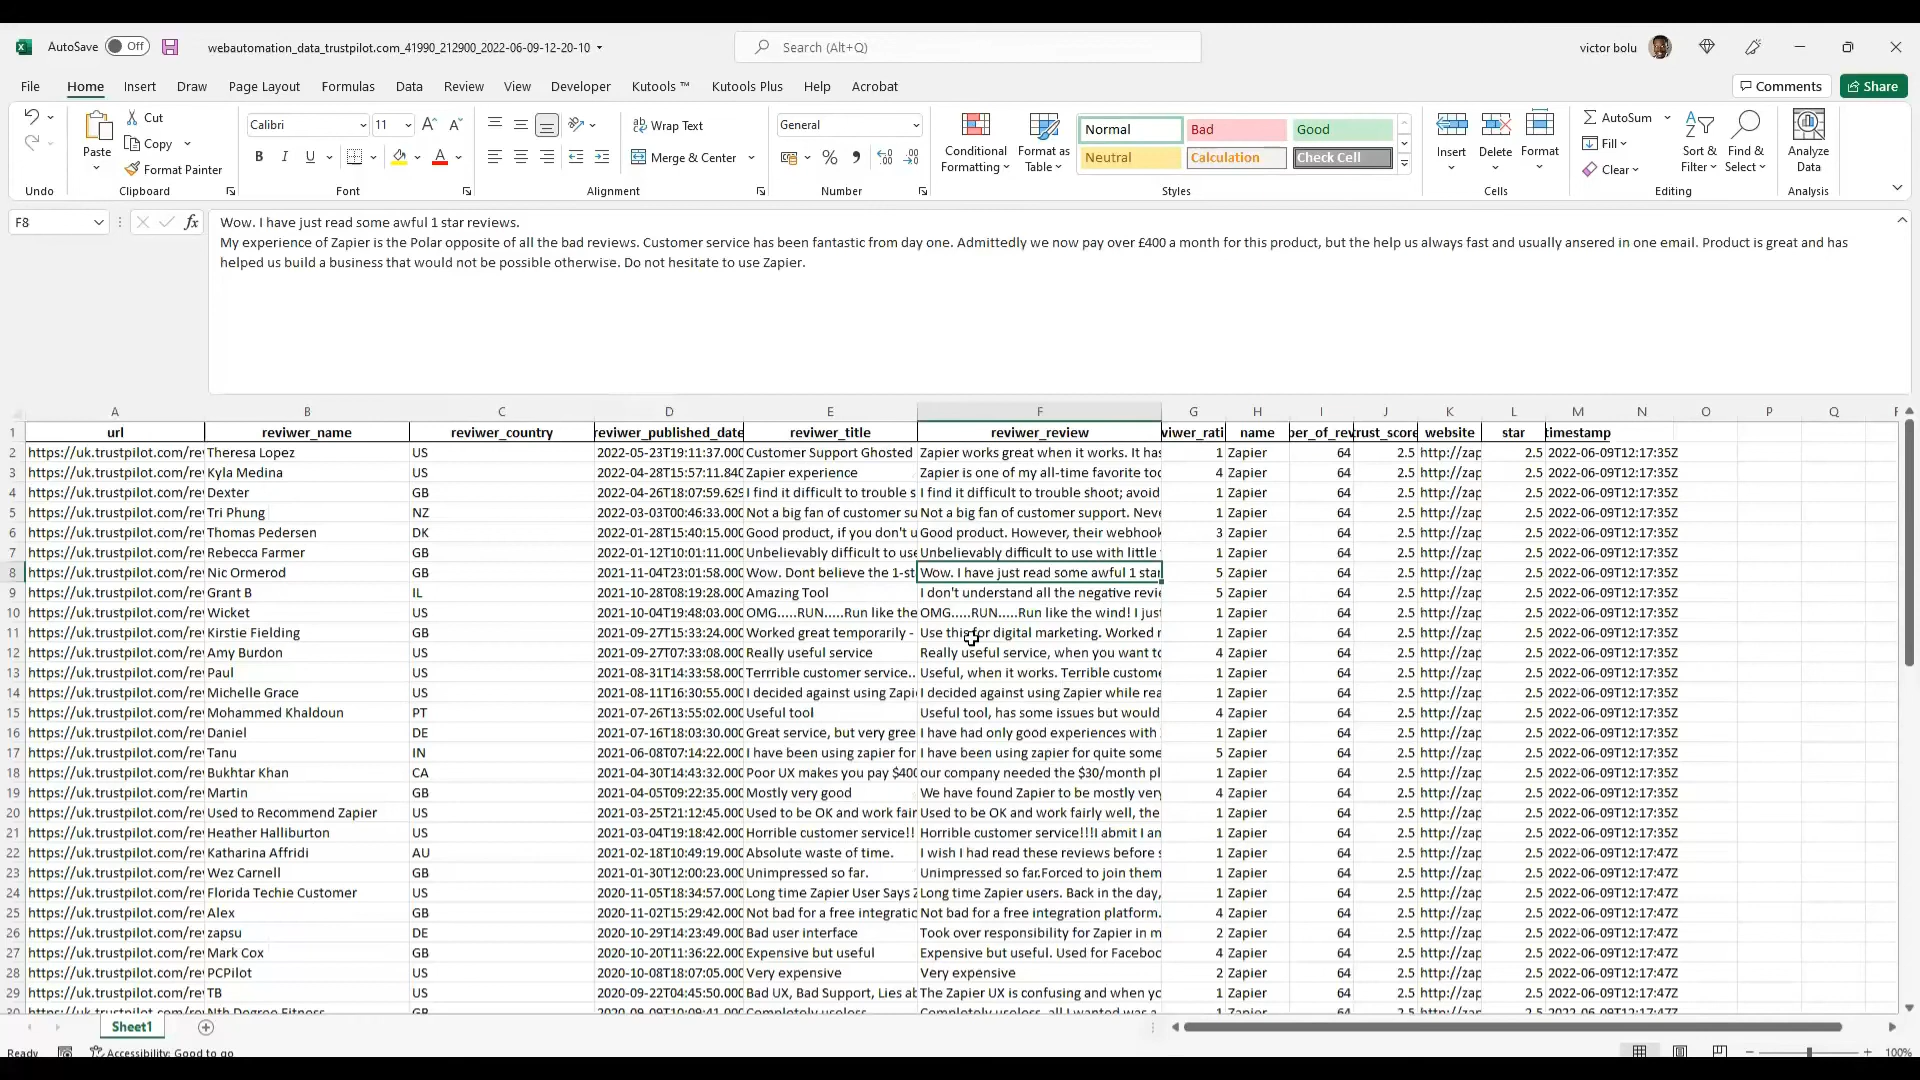 AutoSave Off webautomation_data_trustpilot.com_41990_212900_2022-06-09-12-20-10 Search (Alt+Q) victor bolu
File Home Insert Draw Page Layout Formulas Data Review View Developer Kutools ™ Kutools Plus Help Acrobat Comments Share
Paste Cut Copy Format Painter
Calibri 11 B I U A
Wrap Text Merge & Center
General % 9
Conditional Formatting Format as Table
Normal Bad Good
Neutral Calculation Check Cell
Insert Delete Format
AutoSum Fill Clear
Sort & Filter Find & Select
Analyze Data
Undo Clipboard Font Alignment Number Styles Cells Editing Analysis
F8 fx Wow. I have just read some awful 1 star reviews.
My experience of Zapier is the Polar opposite of all the bad reviews. Customer service has been fantastic from day one. Admittedly we now pay over £400 a month for this product, but the help us always fast and usually ansered in one email. Product is great and has
helped us build a business that would not be possible otherwise. Do not hesitate to use Zapier.
A B C D E F G H I J K L M N O P Q
1 url reviwer_name reviwer_country reviwer_published_date reviwer_title reviwer_review viwer_rati name ber_of_rev trust_score website star timestamp
2 https://uk.trustpilot.com/re Theresa Lopez US 2022-05-23T19:11:37.000 Customer Support Ghosted Zapier works great when it works. It has 1 Zapier 64 2.5 http://zap 2.5 2022-06-09T12:17:35Z
3 https://uk.trustpilot.com/re Kyla Medina US 2022-04-28T15:57:11.840 Zapier experience Zapier is one of my all-time favorite too 4 Zapier 64 2.5 http://zap 2.5 2022-06-09T12:17:35Z
4 https://uk.trustpilot.com/re Dexter GB 2022-04-26T18:07:59.629 I find it difficult to trouble s I find it difficult to trouble shoot; avoid 1 Zapier 64 2.5 http://zap 2.5 2022-06-09T12:17:35Z
5 https://uk.trustpilot.com/re Tri Phung NZ 2022-03-03T00:46:33.000 Not a big fan of customer su Not a big fan of customer support. Neve 1 Zapier 64 2.5 http://zap 2.5 2022-06-09T12:17:35Z
6 https://uk.trustpilot.com/re Thomas Pedersen DK 2022-01-28T15:40:15.000 Good product, if you don't u Good product. However, their webhook 3 Zapier 64 2.5 http://zap 2.5 2022-06-09T12:17:35Z
7 https://uk.trustpilot.com/re Rebecca Farmer GB 2022-01-12T10:01:11.000 Unbelievably difficult to use Unbelievably difficult to use with little 1 Zapier 64 2.5 http://zap 2.5 2022-06-09T12:17:35Z
8 https://uk.trustpilot.com/re Nic Ormerod GB 2021-11-04T23:01:58.000 Wow. Dont believe the 1-st Wow. I have just read some awful 1 star 5 Zapier 64 2.5 http://zap 2.5 2022-06-09T12:17:35Z
9 https://uk.trustpilot.com/re Grant B IL 2021-10-28T08:19:28.000 Amazing Tool I don't understand all the negative revie 5 Zapier 64 2.5 http://zap 2.5 2022-06-09T12:17:35Z
10 https://uk.trustpilot.com/re Wicket US 2021-10-04T19:48:03.000 OMG.....RUN.....Run like the OMG.....RUN.....Run like the wind! I jus 1 Zapier 64 2.5 http://zap 2.5 2022-06-09T12:17:35Z
11 https://uk.trustpilot.com/re Kirstie Fielding GB 2021-09-27T15:33:24.000 Worked great temporarily - Use this for digital marketing. Worked 1 Zapier 64 2.5 http://zap 2.5 2022-06-09T12:17:35Z
12 https://uk.trustpilot.com/re Amy Burdon US 2021-09-27T07:33:08.000 Really useful service Really useful service, when you want to 4 Zapier 64 2.5 http://zap 2.5 2022-06-09T12:17:35Z
13 https://uk.trustpilot.com/re Paul US 2021-08-31T14:33:58.000 Terrrible customer service.. Useful, when it works. Terrible custome 1 Zapier 64 2.5 http://zap 2.5 2022-06-09T12:17:35Z
14 https://uk.trustpilot.com/re Michelle Grace US 2021-08-11T16:30:55.000 I decided against using Zapi I decided against using Zapier while rea 1 Zapier 64 2.5 http://zap 2.5 2022-06-09T12:17:35Z
15 https://uk.trustpilot.com/re Mohammed Khaldoun PT 2021-07-26T13:55:02.000 Useful tool Useful tool, has some issues but would 4 Zapier 64 2.5 http://zap 2.5 2022-06-09T12:17:35Z
16 https://uk.trustpilot.com/re Daniel DE 2021-07-16T18:03:30.000 Great service, but very gree I have had only good experiences with 4 Zapier 64 2.5 http://zap 2.5 2022-06-09T12:17:35Z
17 https://uk.trustpilot.com/re Tanu IN 2021-06-08T07:14:22.000 I have been using zapier for I have been using zapier for quite some 5 Zapier 64 2.5 http://zap 2.5 2022-06-09T12:17:35Z
18 https://uk.trustpilot.com/re Bukhtar Khan CA 2021-04-30T14:43:32.000 Poor UX makes you pay $400 our company needed the $30/month pl 1 Zapier 64 2.5 http://zap 2.5 2022-06-09T12:17:35Z
19 https://uk.trustpilot.com/re Martin GB 2021-04-05T09:22:35.000 Mostly very good We have found Zapier to be mostly very 4 Zapier 64 2.5 http://zap 2.5 2022-06-09T12:17:35Z
20 https://uk.trustpilot.com/re Used to Recommend Zapier US 2021-03-25T21:12:45.000 Used to be OK and work fair Used to be OK and work fairly well, the 1 Zapier 64 2.5 http://zap 2.5 2022-06-09T12:17:35Z
21 https://uk.trustpilot.com/re Heather Halliburton US 2021-03-04T19:18:42.000 Horrible customer service!! Horrible customer service!!!I abmit I an 1 Zapier 64 2.5 http://zap 2.5 2022-06-09T12:17:35Z
22 https://uk.trustpilot.com/re Katharina Affridi AU 2021-02-18T10:49:19.000 Absolute waste of time. I wish I had read these reviews before s 1 Zapier 64 2.5 http://zap 2.5 2022-06-09T12:17:47Z
23 https://uk.trustpilot.com/re Wez Carnell GB 2021-01-30T12:00:23.000 Unimpressed so far. Unimpressed so far.Forced to join them 1 Zapier 64 2.5 http://zap 2.5 2022-06-09T12:17:47Z
24 https://uk.trustpilot.com/re Florida Techie Customer US 2020-11-05T18:34:57.000 Long time Zapier User Says Z Long time Zapier users. Back in the day, 1 Zapier 64 2.5 http://zap 2.5 2022-06-09T12:17:47Z
25 https://uk.trustpilot.com/re Alex GB 2020-11-02T15:29:42.000 Not bad for a free integratio Not bad for a free integration platform. 4 Zapier 64 2.5 http://zap 2.5 2022-06-09T12:17:47Z
26 https://uk.trustpilot.com/re zapsu DE 2020-10-29T14:23:49.000 Bad user interface Took over responsibility for Zapier in m 2 Zapier 64 2.5 http://zap 2.5 2022-06-09T12:17:47Z
27 https://uk.trustpilot.com/re Mark Cox GB 2020-10-20T11:36:22.000 Expensive but useful Expensive but useful. Used for Faceboo 4 Zapier 64 2.5 http://zap 2.5 2022-06-09T12:17:47Z
28 https://uk.trustpilot.com/re PCPilot US 2020-10-08T18:07:05.000 Very expensive Very expensive 2 Zapier 64 2.5 http://zap 2.5 2022-06-09T12:17:47Z
29 https://uk.trustpilot.com/re TB US 2020-09-22T04:45:50.000 Bad UX, Bad Support, Lies ab The Zapier UX is confusing and when yo 1 Zapier 64 2.5 http://zap 2.5 2022-06-09T12:17:47Z
Sheet1
Ready Accessibility: Good to go 100%